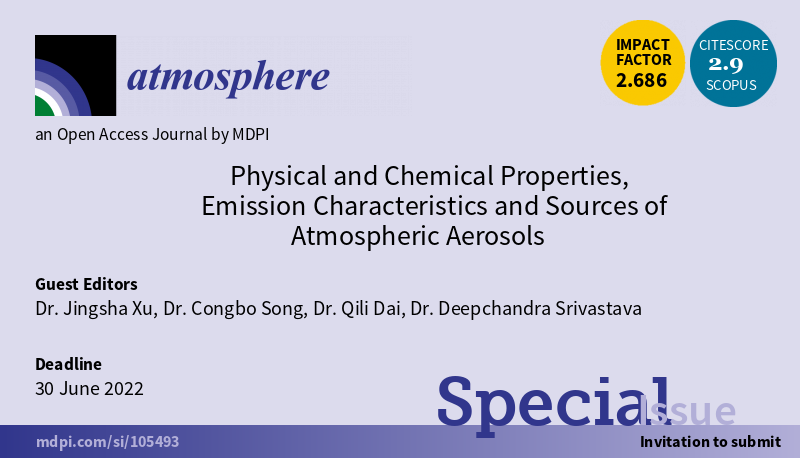 atmosphere
IMPACT
FACTOR
2.686
CITESCORE
2.9
SCOPUS
an Open Access Journal by MDPI
Physical and Chemical Properties,
Emission Characteristics and Sources of
Atmospheric Aerosols
Guest Editors
Dr. Jingsha Xu, Dr. Congbo Song, Dr. Qili Dai, Dr. Deepchandra Srivastava
Deadline
30 June 2022
Special Issue
mdpi.com/si/105493
Invitation to submit